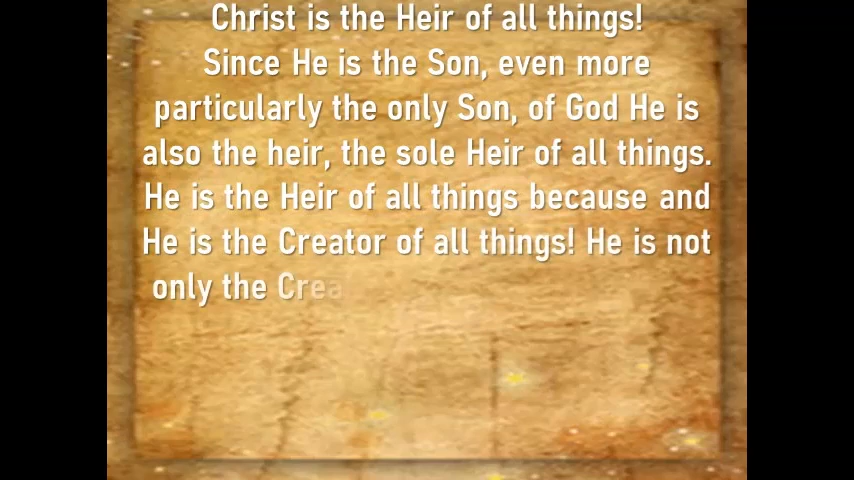 Christ is the Heir of all things!
Since He is the Son, even more
particularly the only Son, of God He is
also the heir, the sole Heir of all things.
He is the Heir of all things because and
He is the Creator of all things! He is not
only the Crea